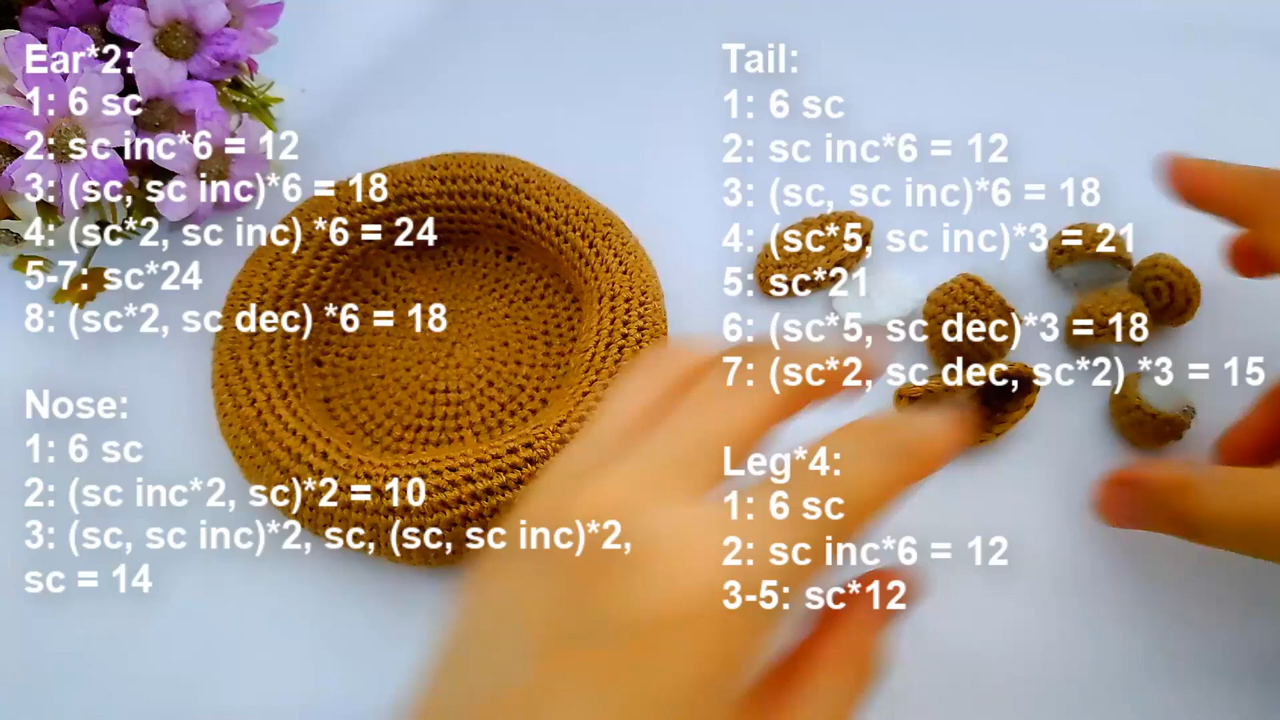 Ear*2:
1: 6 sc
2: sc inc*6 = 12
3: (sc, sc inc)*6 = 18
4: (sc*2, sc inc) *6 = 24
5-7: sc*24
8: (sc*2, sc dec) *6 = 18
Nose:
1: 6 sc
2: (sc inc*2, sc)*2 = 10
3: (sc, sc inc)*2, sc, (sc, sc inc)*2,
sc = 14
Tail:
1: 6 sc
2: sc inc*6 = 12
3: (sc, sc inc)*6 = 18
4: (sc*5, sc inc)*3 = 21
5: sc*21
6: (sc*5, sc dec)*3 = 18
7: (sc*2, sc dec, sc*2) *3 = 15
Leg*4:
1: 6 sc
2: sc inc*6 = 12
3-5: sc*12